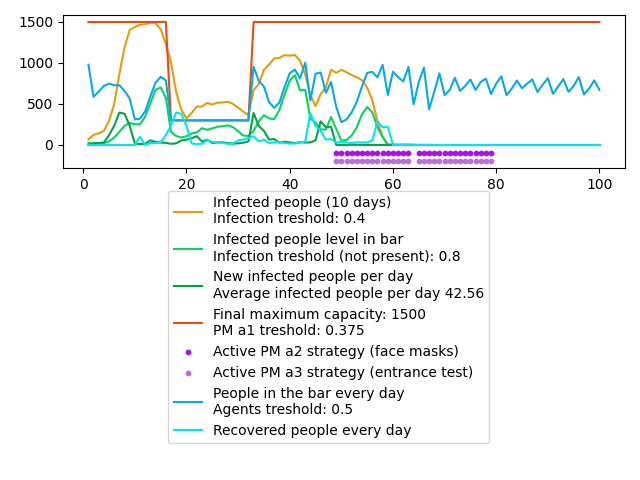 1500
1000
500
0
0
20
40
60
80
100
Infected people (10 days)
Infection treshold: 0.4
Infected people level in bar
Infection treshold (not present): 0.8
New infected people per day
Average infected people per day 42.56
Final maximum capacity: 1500
PM a1 treshold: 0.375
Active PM a2 strategy (face masks)
Active PM a3 strategy (entrance test)
People in the bar every day
Agents treshold: 0.5
Recovered people every day